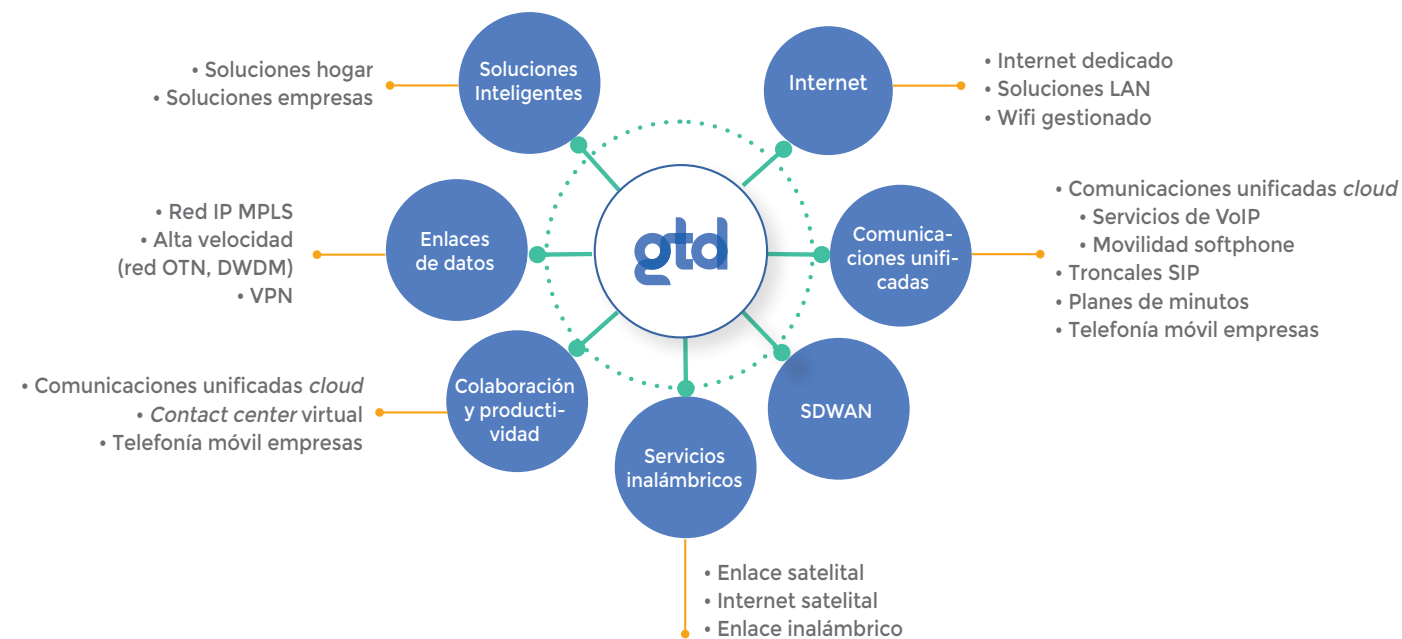 • Soluciones hogar
• Soluciones empresas
Soluciones
Inteligentes
Internet
• Internet dedicado
• Soluciones LAN
• Wifi gestionado
• Red IP MPLS
• Alta velocidad
(red OTN, DWDM)
• VPN
Enlaces
de datos
gtd
Comunica-
ciones unifi-
cadas
• Comunicaciones unificadas cloud
• Servicios de VoIP
• Movilidad softphone
• Troncales SIP
• Planes de minutos
• Telefonía móvil empresas
• Comunicaciones unificadas cloud
• Contact center virtual
• Telefonía móvil empresas
Colaboración
y producti-
vidad
Servicios
inalámbricos
SDWAN
• Enlace satelital
• Internet satelital
• Enlace inalámbrico